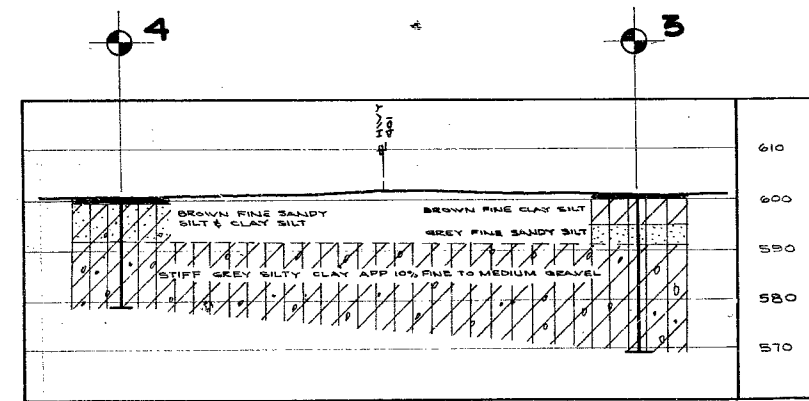 4
3
610
600
BROWN FINE SANDY
SILT & CLAY SILT
BROWN FINE CLAY SILT
GREY FINE SANDY SILT
590
STIFF GREY SILTY CLAY APP 10% FINE TO MEDIUM GRAVEL
580
570